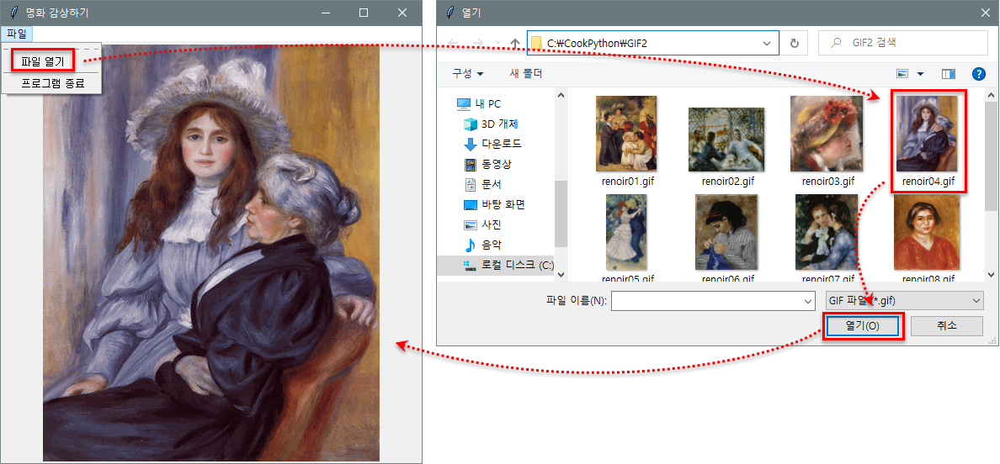 명화 감상하기
파일
파일 열기
프로그램 종료
열기
C:\CookPython\GIF2
GIF2 검색
구성
새 폴더
내 PC
3D 개체
다운로드
동영상
문서
바탕 화면
사진
음악
로컬 디스크 (C:)
renoir01.gif
renoir02.gif
renoir03.gif
renoir04.gif
renoir05.gif
renoir06.gif
renoir07.gif
renoir08.gif
파일 이름(N):
GIF 파일 (*.gif)
열기(O)
취소